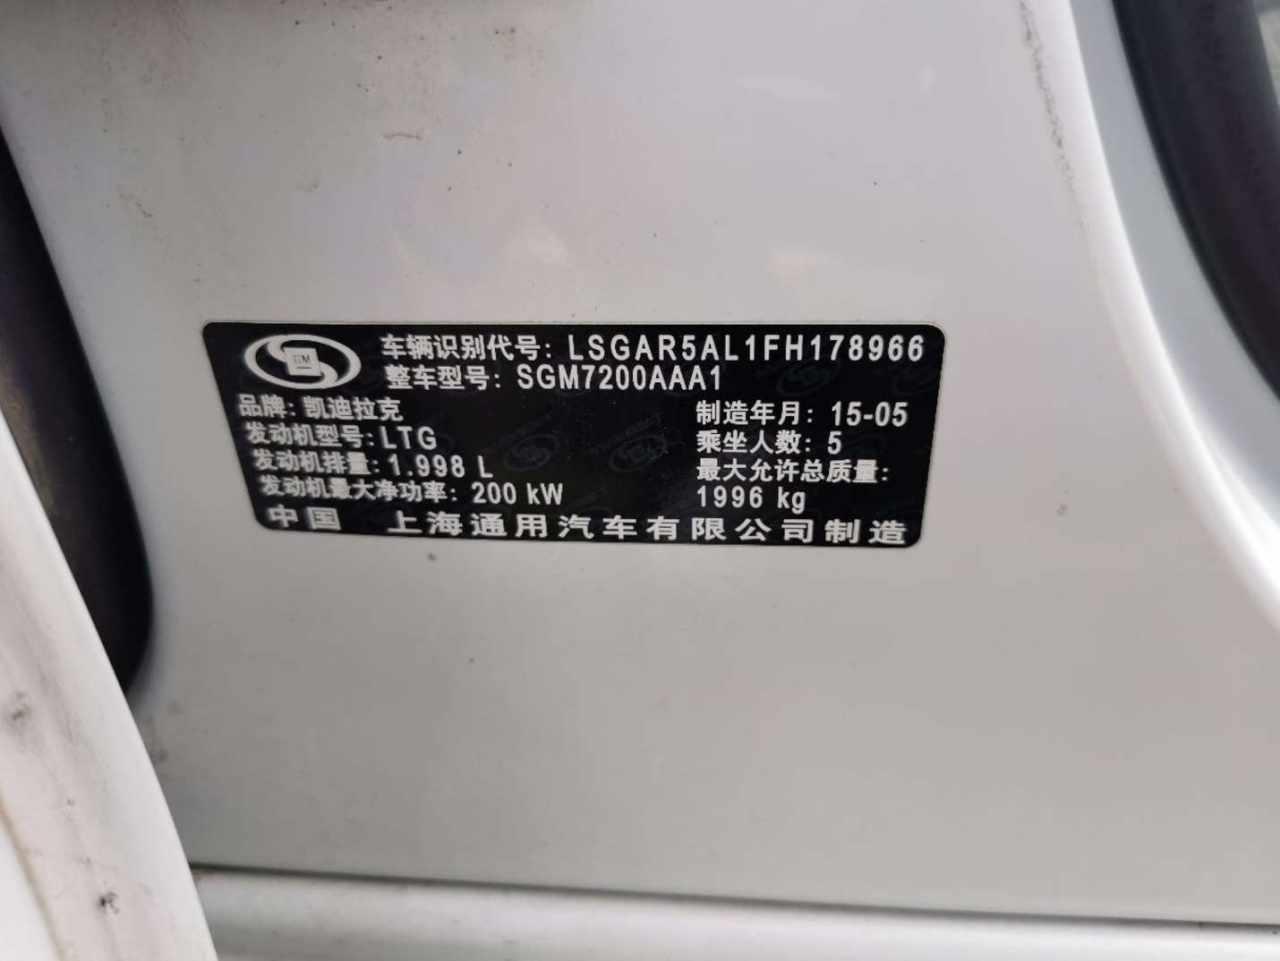 GM
车辆识别代号: LSGAR5AL1FH178966
整车型号: SGM7200AAA1
品牌: 凯迪拉克
发动机型号: LTG
发动机排量: 1.998 L
发动机最大净功率: 200 kW
制造年月: 15-05
乘坐人数: 5
最大允许总质量:
1996 kg
中国 上海通用汽车有限公司制造